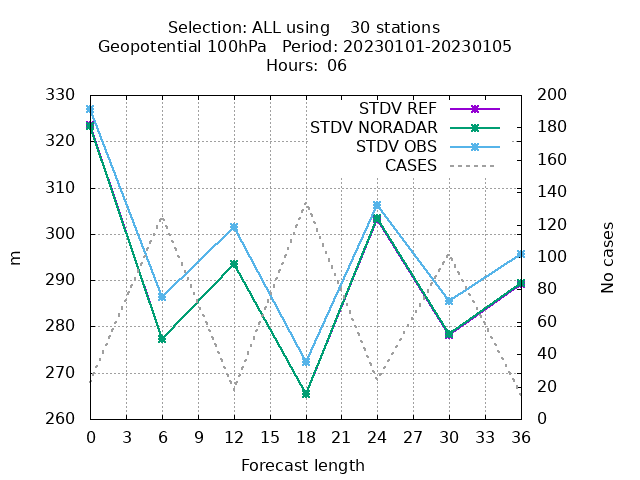 Selection: ALL using    30 stations
Geopotential 100hPa   Period: 20230101-20230105
Hours:  06
STDV REF
STDV NORADAR
STDV OBS
CASES
330
320
310
300
290
280
270
260
m
200
180
160
140
120
100
80
60
40
20
0
No cases
0 3 6 9 12 15 18 21 24 27 30 33 36
Forecast length